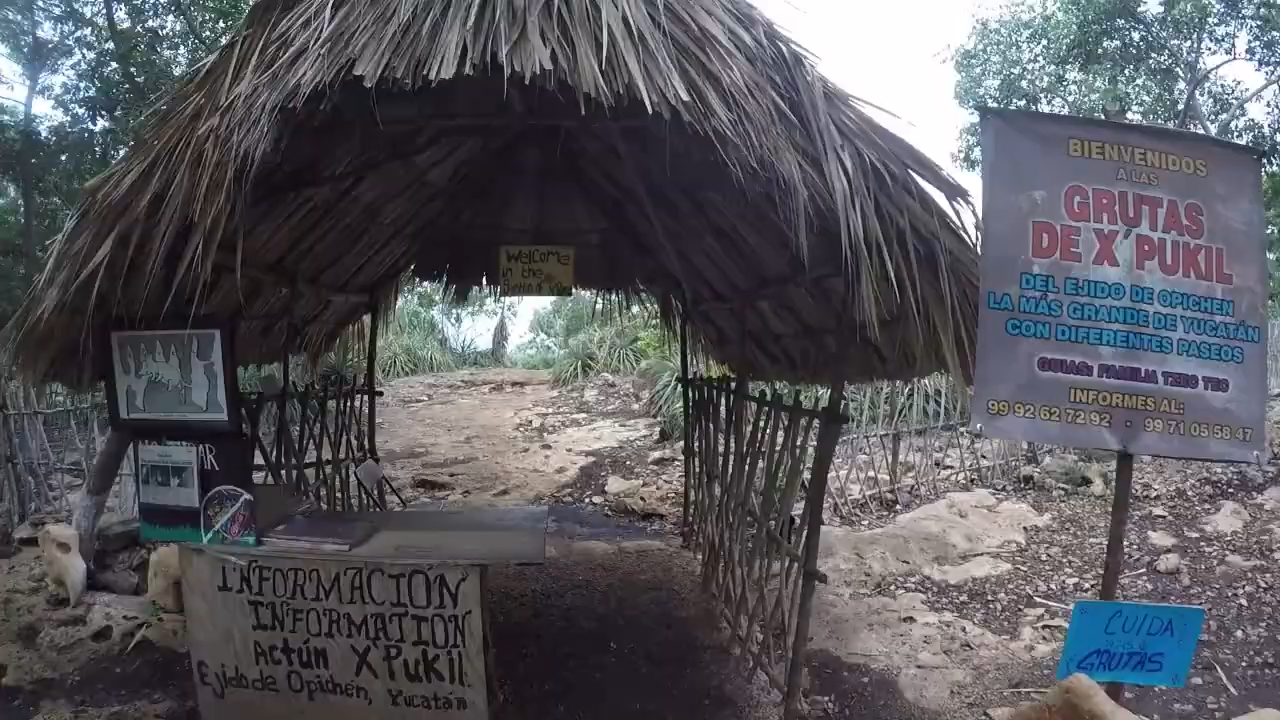 Welcome
in the
BIENVENIDOS
A LAS
GRUTAS
DE X´PUKIL
DEL EJIDO DE OPICHEN
LA MÁS GRANDE DE YUCATÁN
CON DIFERENTES PASEOS
GUIAS: FAMILIA TZEC TEC
INFORMES AL:
99 92 62 72 92 - 99 71 05 58 47
INFORMACIÓN
INFORMATION
Actún X'Pukil
Ejido de Opichén, Yucatán
CUIDA
GRUTAS